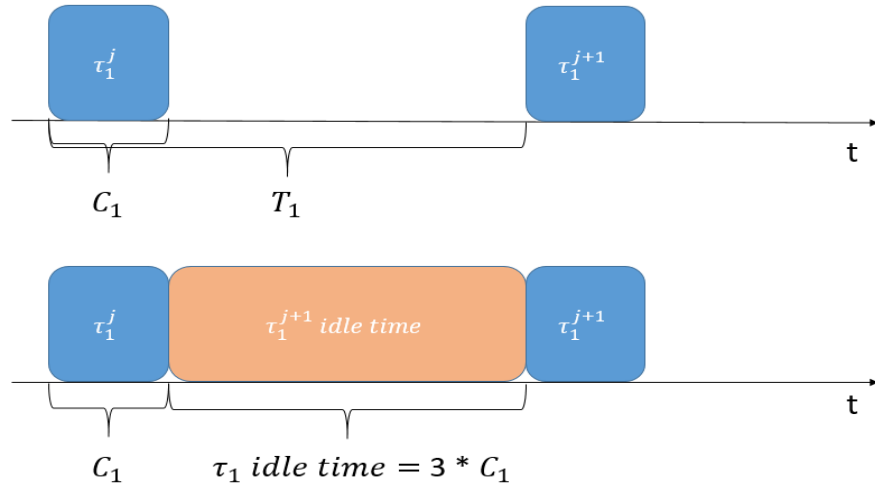 τ₁ʲ τ₁ʲ⁺¹
t
C₁ T₁
τ₁ʲ τ₁ʲ⁺¹ idle time τ₁ʲ⁺¹
t
C₁ τ₁ idle time = 3 * C₁